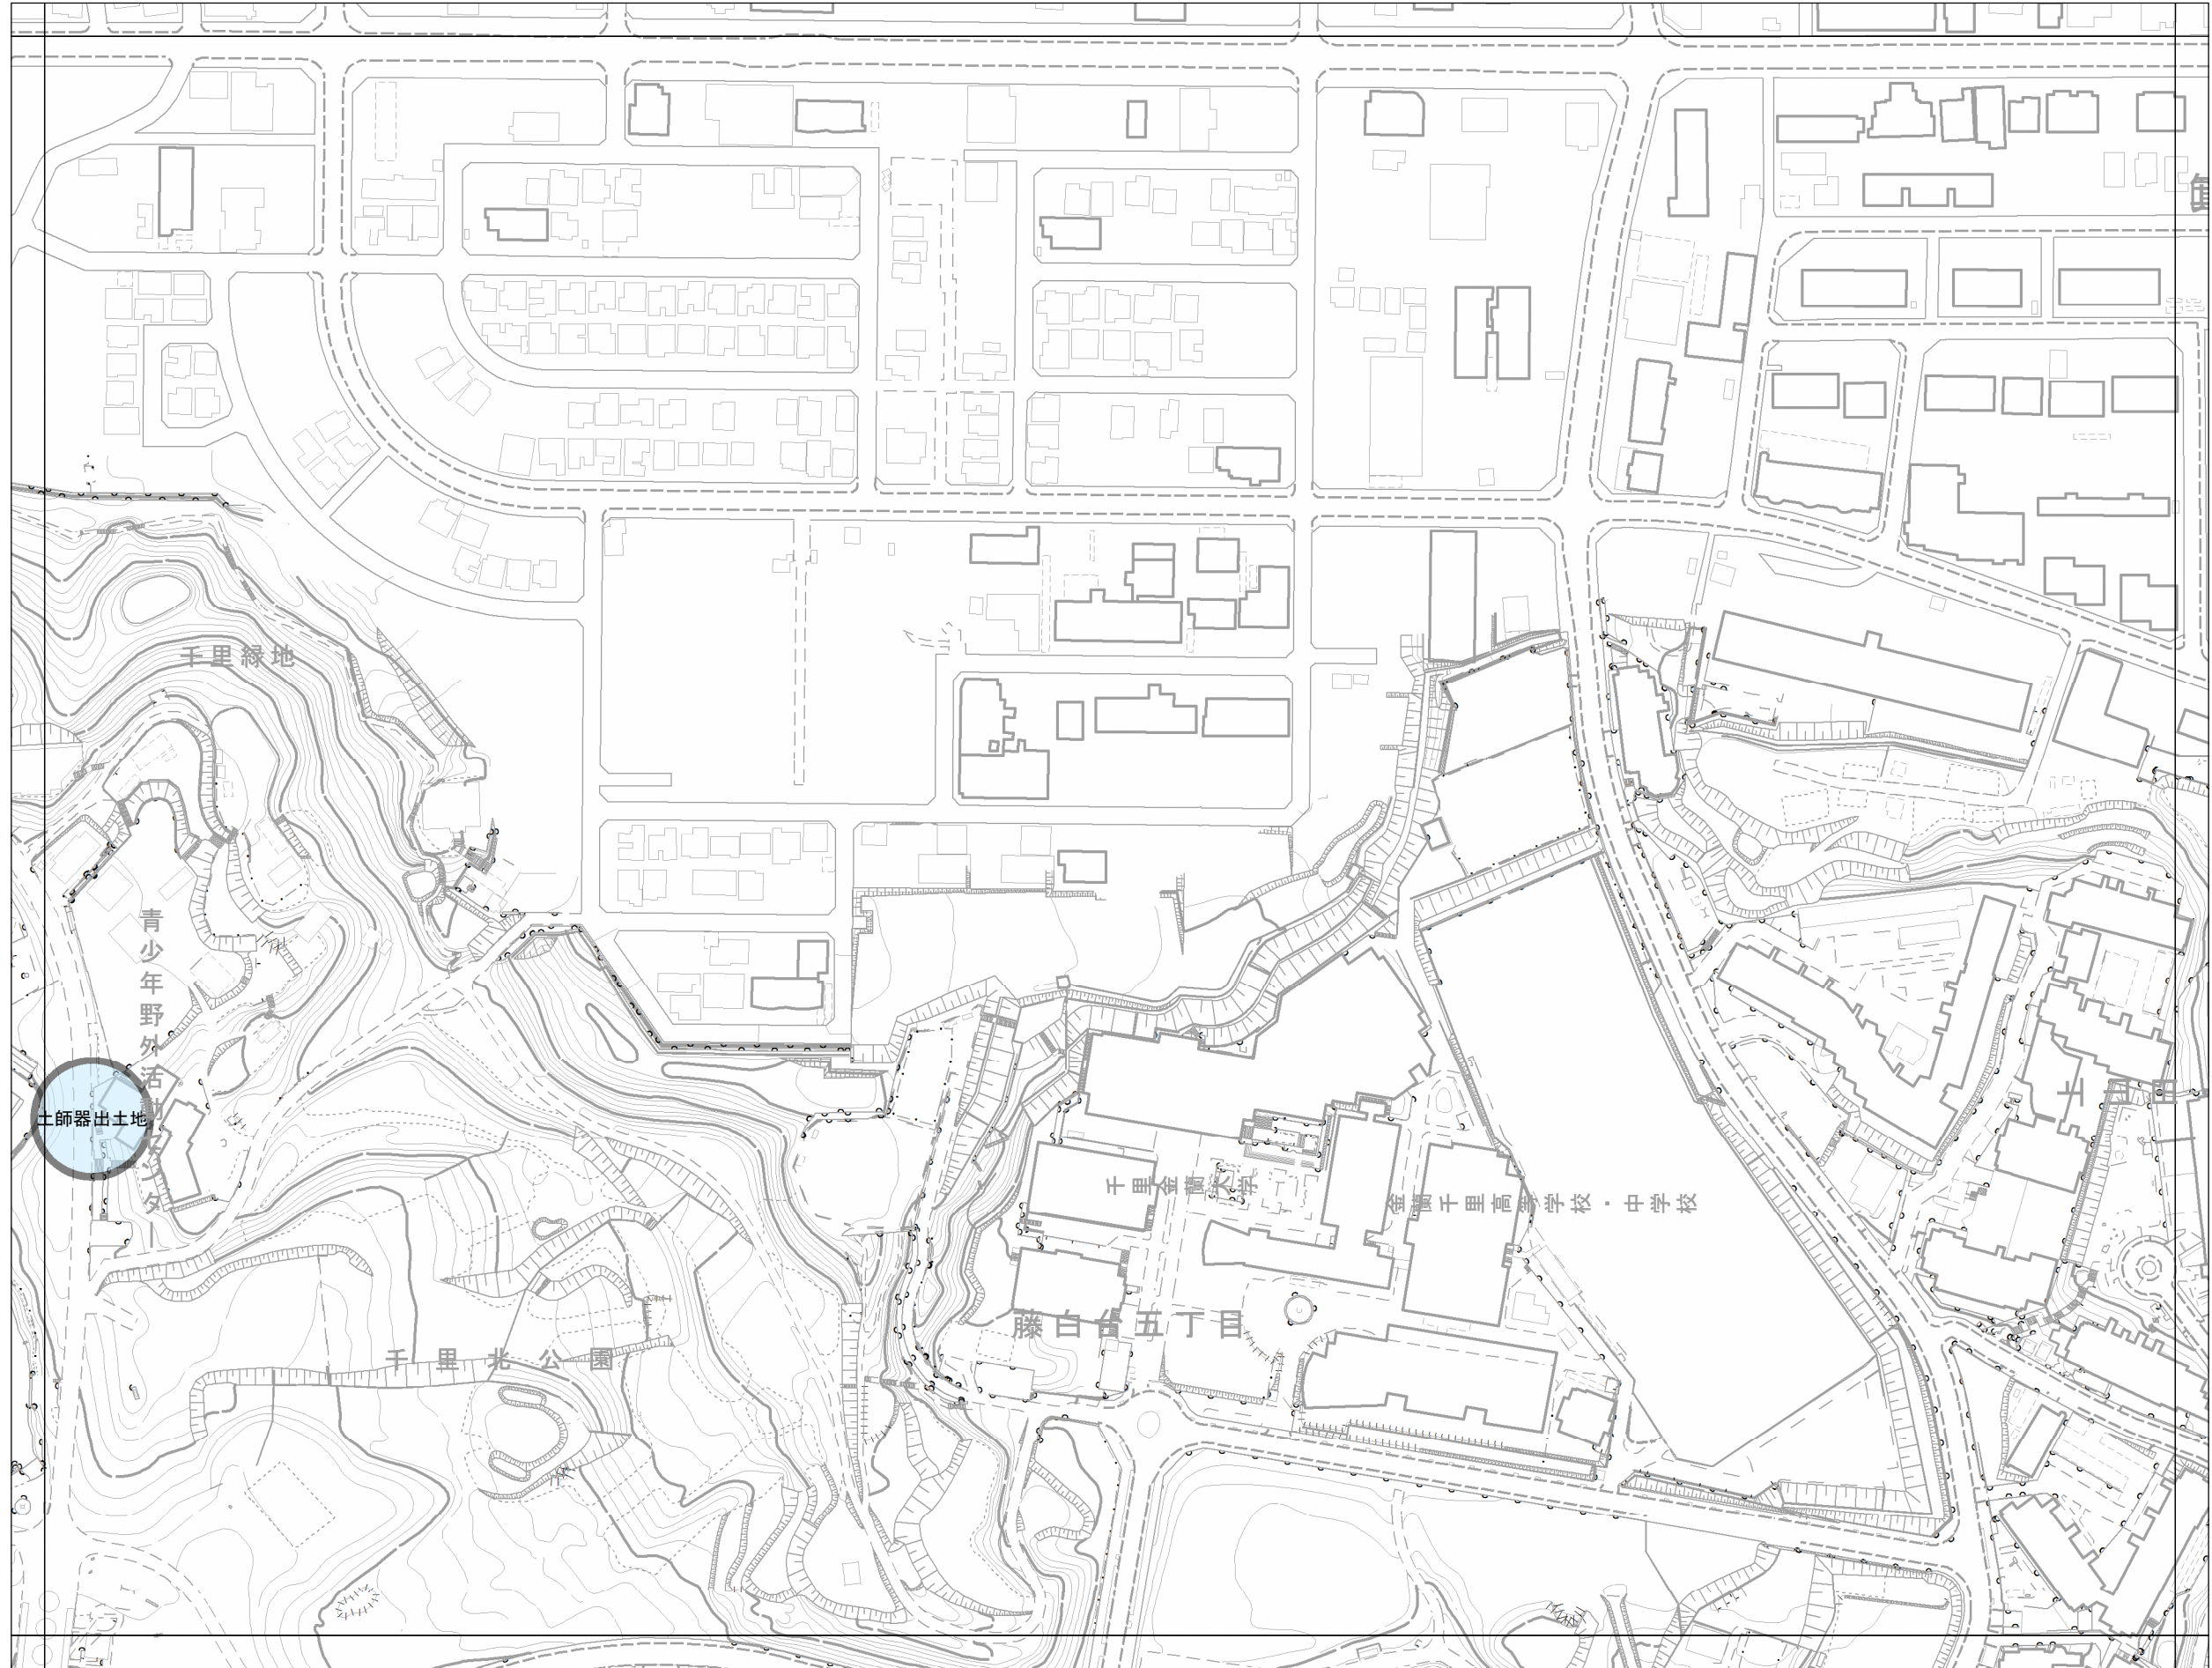 千里緑地
青少年野外活動センター
土師器出土地
千里金蘭大学
金蘭千里高等学校・中学校
藤白台五丁目
千里北公園